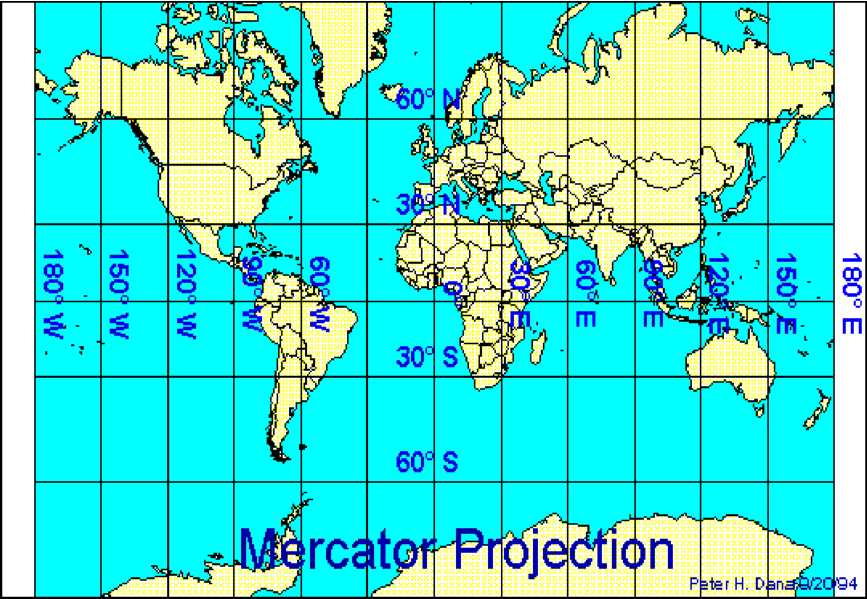 60° N
30° N
180° W
150° W
120° W
90° W
60° W
0°
30° E
60° E
90° E
120° E
150° E
180° E
30° S
60° S
Mercator Projection
Peter H. Dana 9/20/94